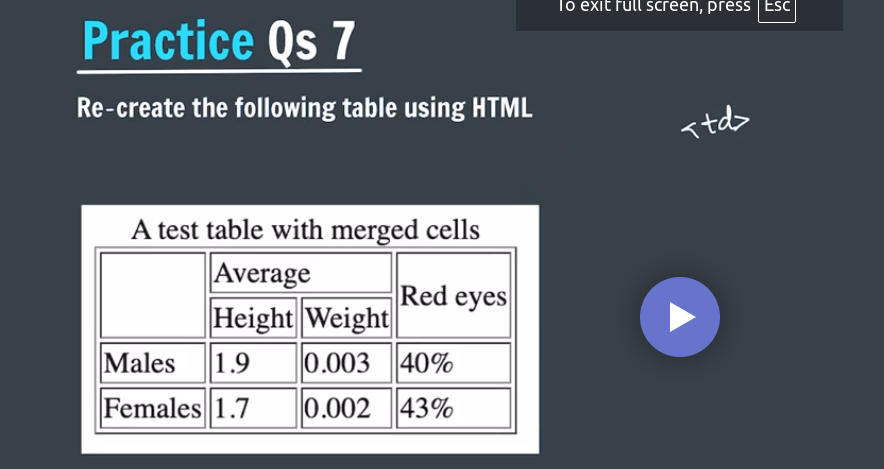 To exit full screen, press Esc
Practice Qs 7
Re-create the following table using HTML
<td>
A test table with merged cells
Average
Red eyes
Height Weight
Males 1.9 0.003 40%
Females 1.7 0.002 43%